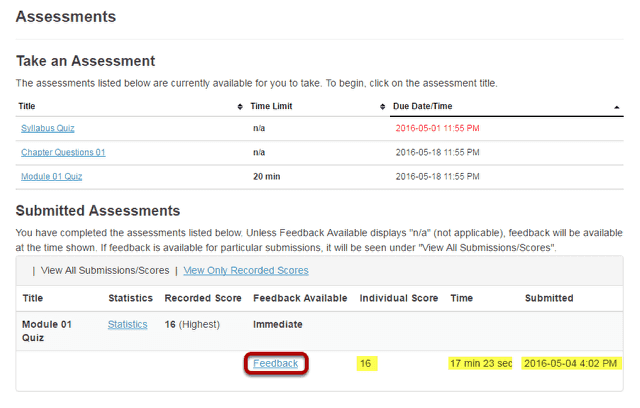 Assessments
Take an Assessment
The assessments listed below are currently available for you to take. To begin, click on the assessment title.
Title Time Limit Due Date/Time
Syllabus Quiz n/a 2016-05-01 11:55 PM
Chapter Questions 01 n/a 2016-05-18 11:55 PM
Module 01 Quiz 20 min 2016-05-18 11:55 PM
Submitted Assessments
You have completed the assessments listed below. Unless Feedback Available displays "n/a" (not applicable), feedback will be available
at the time shown. If feedback is available for particular submissions, it will be seen under "View All Submissions/Scores".
| View All Submissions/Scores | View Only Recorded Scores
Title Statistics Recorded Score Feedback Available Individual Score Time Submitted
Module 01 Statistics 16 (Highest) Immediate
Quiz
Feedback 16 17 min 23 sec 2016-05-04 4:02 PM